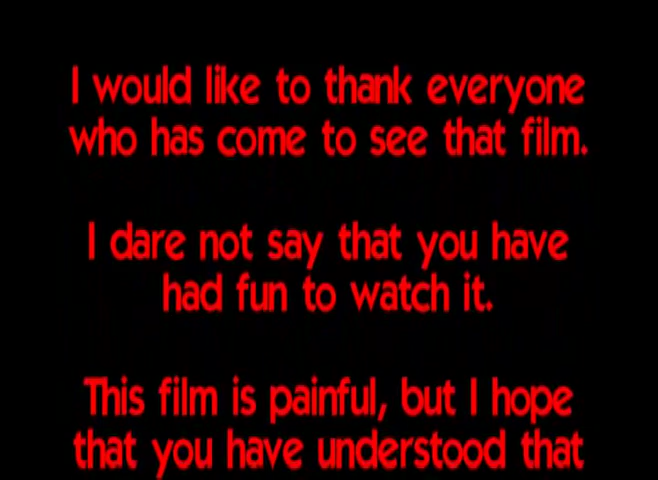 I would like to thank everyone
who has come to see that film.
I dare not say that you have
had fun to watch it.
This film is painful, but I hope
that you have understood that